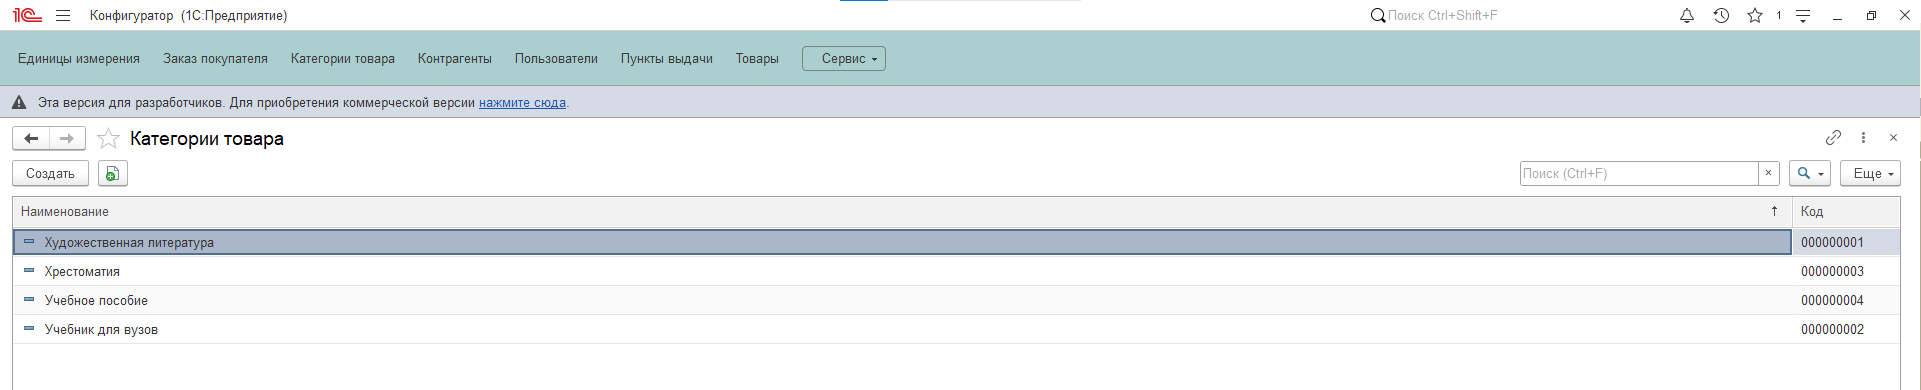 1С Конфигуратор (1С:Предприятие) Поиск Ctrl+Shift+F 1
Единицы измерения Заказ покупателя Категории товара Контрагенты Пользователи Пункты выдачи Товары Сервис
Эта версия для разработчиков. Для приобретения коммерческой версии нажмите сюда.
Категории товара
Создать Поиск (Ctrl+F) × Еще
Наименование ↑ Код
Художественная литература 000000001
Хрестоматия 000000003
Учебное пособие 000000004
Учебник для вузов 000000002